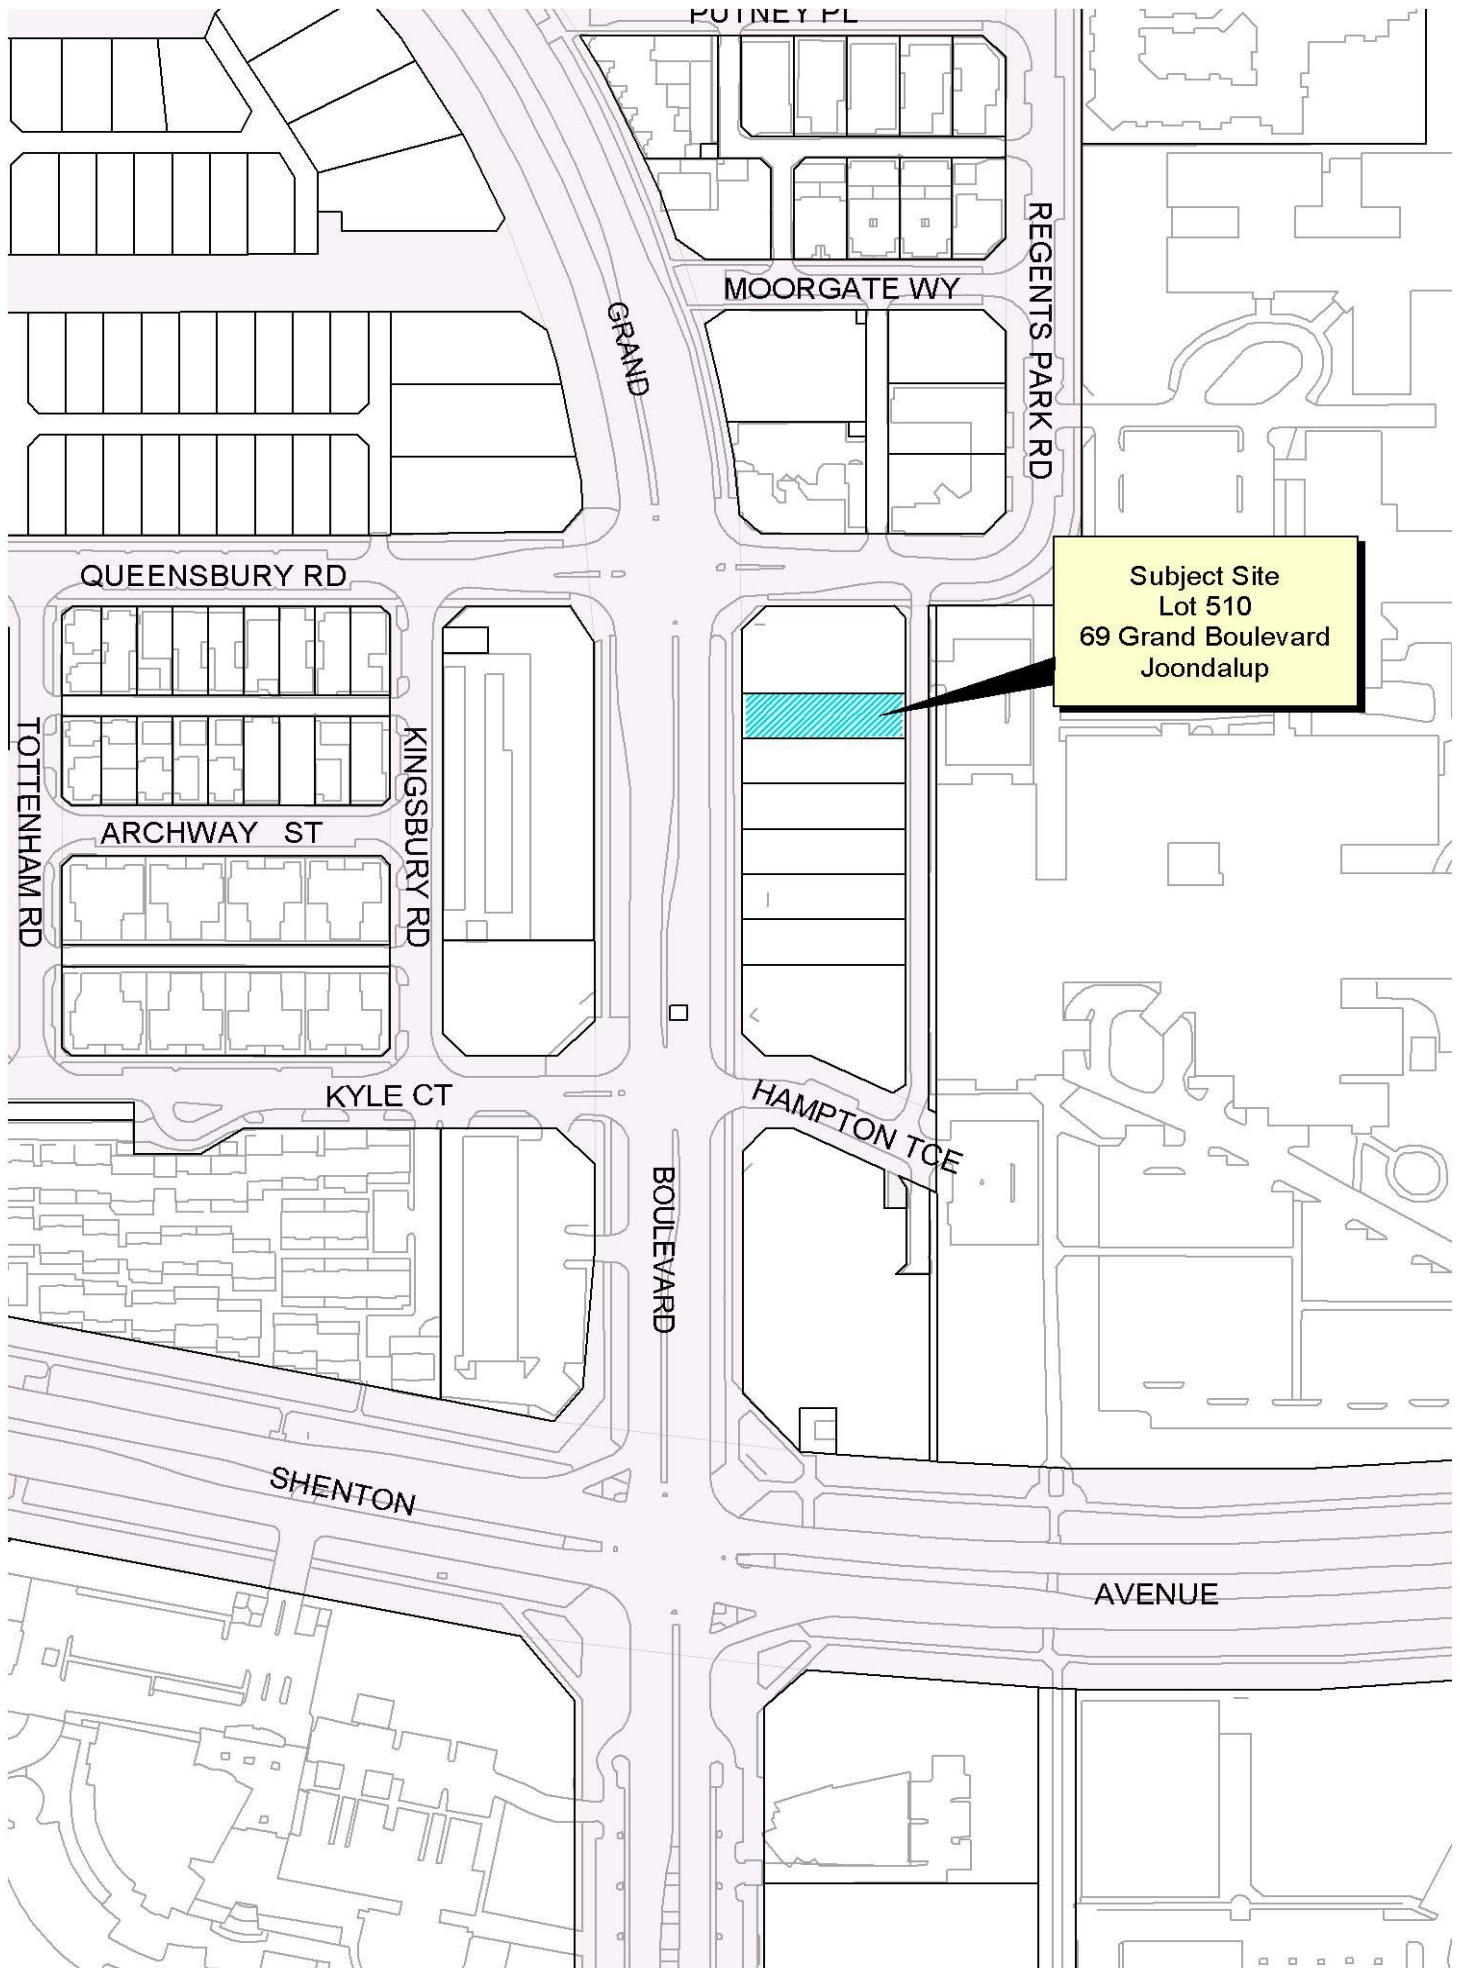 PUTNEY PL
MOORGATE WY
REGENTS PARK RD
GRAND
QUEENSBURY RD
Subject Site
Lot 510
69 Grand Boulevard
Joondalup
TOTTENHAM RD
KINGSBURY RD
ARCHWAY ST
KYLE CT
HAMPTON TCE
BOULEVARD
SHENTON
AVENUE